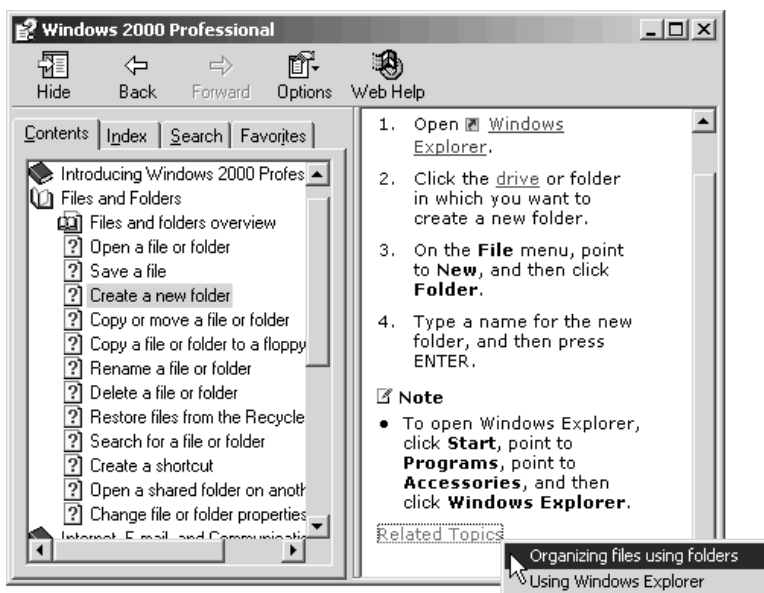 Windows 2000 Professional
Hide Back Forward Options Web Help
Contents Index Search Favorites
Introducing Windows 2000 Profes
Files and Folders
Files and folders overview
Open a file or folder
Save a file
Create a new folder
Copy or move a file or folder
Copy a file or folder to a floppy
Rename a file or folder
Delete a file or folder
Restore files from the Recycle
Search for a file or folder
Create a shortcut
Open a shared folder on anoth
Change file or folder properties
Internet, E-mail, and Communicatio
1. Open Windows
Explorer.
2. Click the drive or folder
in which you want to
create a new folder.
3. On the File menu, point
to New, and then click
Folder.
4. Type a name for the new
folder, and then press
ENTER.
Note
• To open Windows Explorer,
click Start, point to
Programs, point to
Accessories, and then
click Windows Explorer.
Related Topics
Organizing files using folders
Using Windows Explorer